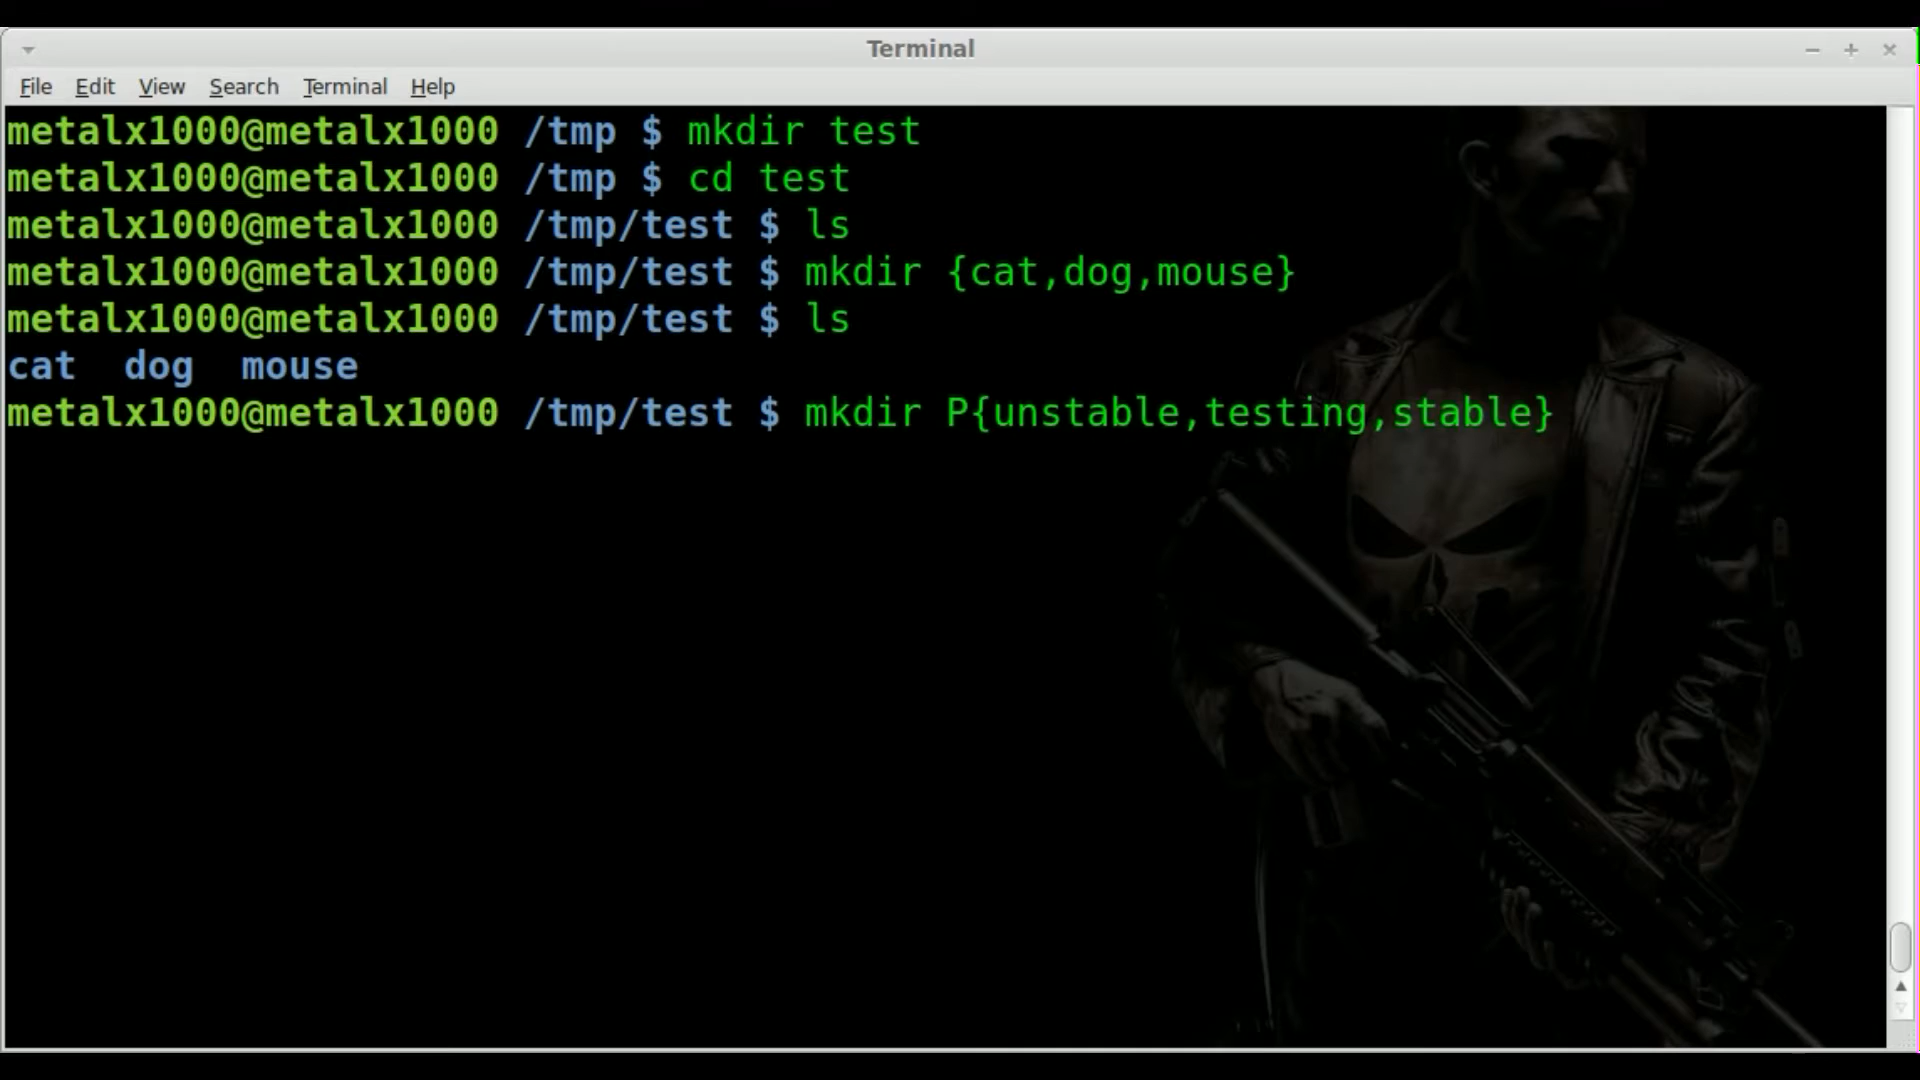 Terminal
File Edit View Search Terminal Help
metalx1000@metalx1000 /tmp $ mkdir test
metalx1000@metalx1000 /tmp $ cd test
metalx1000@metalx1000 /tmp/test $ ls
metalx1000@metalx1000 /tmp/test $ mkdir {cat,dog,mouse}
metalx1000@metalx1000 /tmp/test $ ls
cat  dog  mouse
metalx1000@metalx1000 /tmp/test $ mkdir P{unstable,testing,stable}